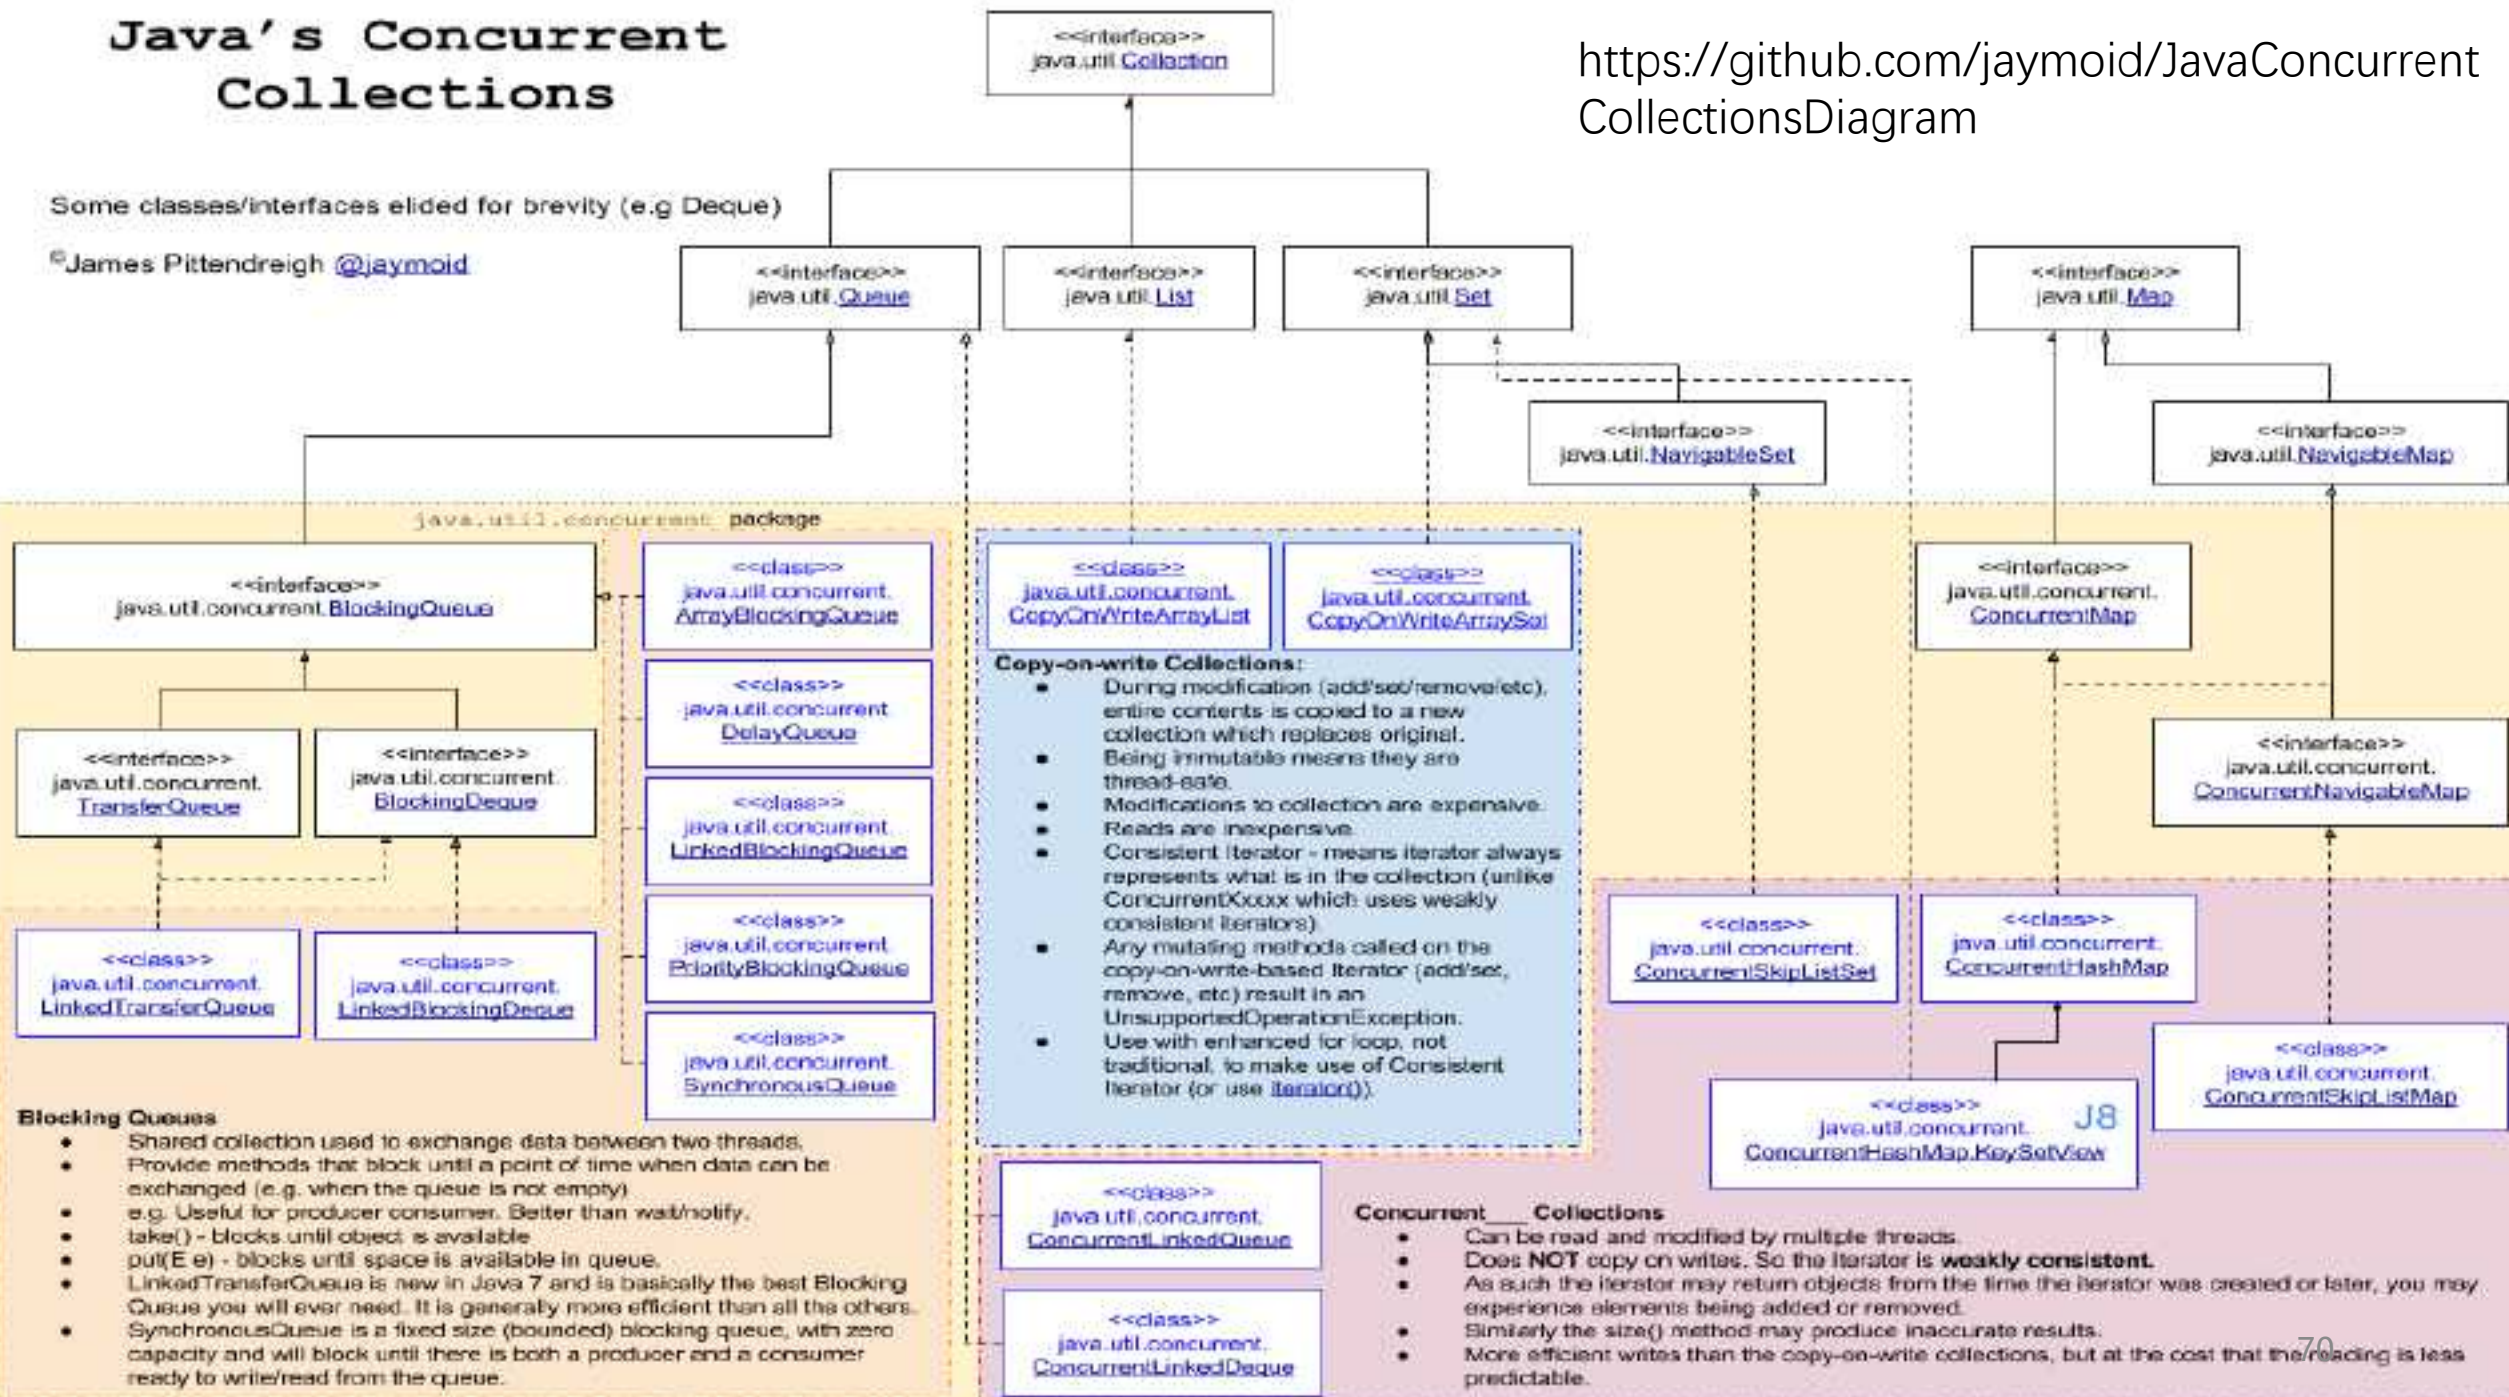 Java's Concurrent
Collections
https://github.com/jaymoid/JavaConcurrent
CollectionsDiagram
Some classes/interfaces elided for brevity (e.g Deque)
©James Pittendreigh @jaymoid
<<interface>>
java.util.Collection
<<interface>>
java.util.Queue
<<interface>>
java.util.List
<<interface>>
java.util.Set
<<interface>>
java.util.Map
<<interface>>
java.util.NavigableSet
<<interface>>
java.util.NavigableMap
java.util.concurrent package
<<interface>>
java.util.concurrent.BlockingQueue
<<interface>>
java.util.concurrent.
TransferQueue
<<interface>>
java.util.concurrent.
BlockingDeque
<<class>>
java.util.concurrent.
LinkedTransferQueue
<<class>>
java.util.concurrent.
LinkedBlockingDeque
<<class>>
java.util.concurrent.
ArrayBlockingQueue
<<class>>
java.util.concurrent
DelayQueue
<<class>>
java.util.concurrent
LinkedBlockingQueue
<<class>>
java.util.concurrent
PriorityBlockingQueue
<<class>>
java.util.concurrent.
SynchronousQueue
Blocking Queues
• Shared collection used to exchange data between two threads.
• Provide methods that block until a point of time when data can be
exchanged (e.g. when the queue is not empty)
• e.g. Useful for producer consumer. Better than wait/notify.
• take() - blocks until object is available
• put(E e) - blocks until space is available in queue.
• LinkedTransferQueue is new in Java 7 and is basically the best Blocking
Queue you will ever need. It is generally more efficient than all the others.
• SynchronousQueue is a fixed size (bounded) blocking queue, with zero
capacity and will block until there is both a producer and a consumer
ready to write/read from the queue.
<<class>>
java.util.concurrent.
CopyOnWriteArrayList
<<class>>
java.util.concurrent.
CopyOnWriteArraySet
Copy-on-write Collections:
• During modification (add/set/remove/etc),
entire contents is copied to a new
collection which replaces original.
• Being immutable means they are
thread-safe.
• Modifications to collection are expensive.
• Reads are inexpensive.
• Consistent Iterator - means iterator always
represents what is in the collection (unlike
ConcurrentXxxxx which uses weakly
consistent iterators).
• Any mutating methods called on the
copy-on-write-based Iterator (add/set,
remove, etc) result in an
UnsupportedOperationException.
• Use with enhanced for loop, not
traditional, to make use of Consistent
Iterator (or use iterator()).
<<interface>>
java.util.concurrent.
ConcurrentMap
<<interface>>
java.util.concurrent.
ConcurrentNavigableMap
<<class>>
java.util.concurrent.
ConcurrentSkipListSet
<<class>>
java.util.concurrent.
ConcurrentHashMap
<<class>>
java.util.concurrent.
ConcurrentHashMap.KeySetView
J8
<<class>>
java.util.concurrent.
ConcurrentSkipListMap
<<class>>
java.util.concurrent.
ConcurrentLinkedQueue
<<class>>
java.util.concurrent.
ConcurrentLinkedDeque
Concurrent___ Collections
• Can be read and modified by multiple threads.
• Does NOT copy on writes. So the Iterator is weakly consistent.
• As such the iterator may return objects from the time the iterator was created or later, you may
experience elements being added or removed.
• Similarly the size() method may produce inaccurate results.
• More efficient writes than the copy-on-write collections, but at the cost that the reading is less
predictable.
70